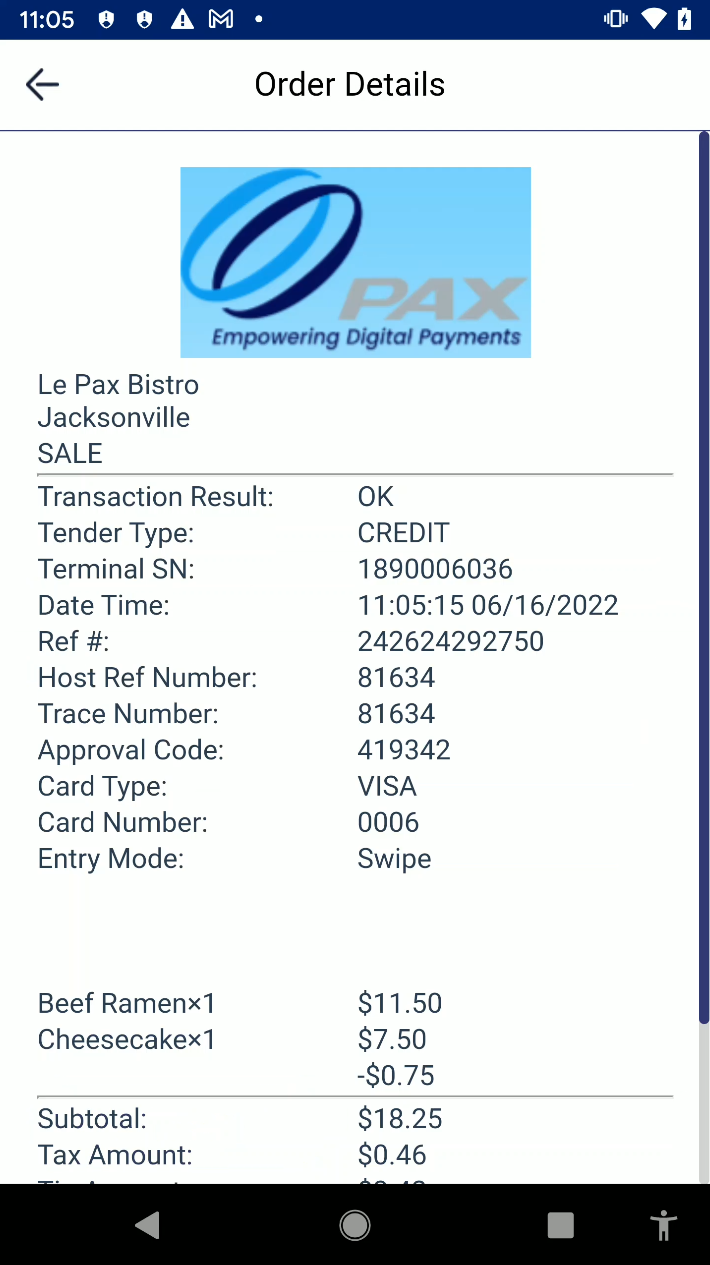 11:05
Order Details
PAX
Empowering Digital Payments
Le Pax Bistro
Jacksonville
SALE
Transaction Result: OK
Tender Type: CREDIT
Terminal SN: 1890006036
Date Time: 11:05:15 06/16/2022
Ref #: 242624292750
Host Ref Number: 81634
Trace Number: 81634
Approval Code: 419342
Card Type: VISA
Card Number: 0006
Entry Mode: Swipe
Beef Ramen×1 $11.50
Cheesecake×1 $7.50
-$0.75
Subtotal: $18.25
Tax Amount: $0.46